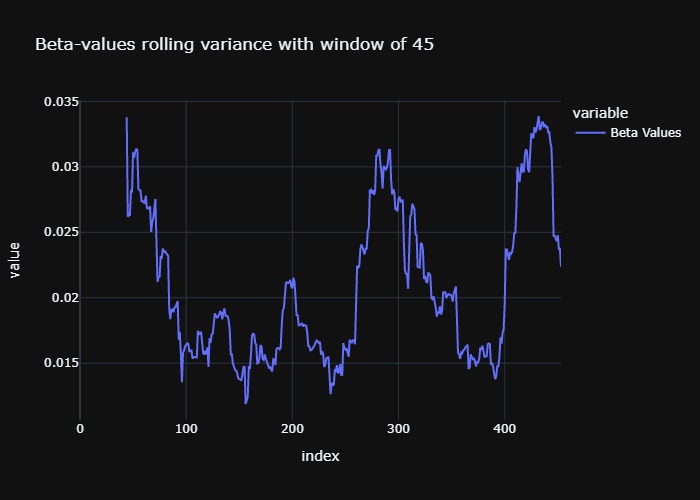 Beta-values rolling variance with window of 45
variable
Beta Values
value
0.035
0.03
0.025
0.02
0.015
0
100
200
300
400
index